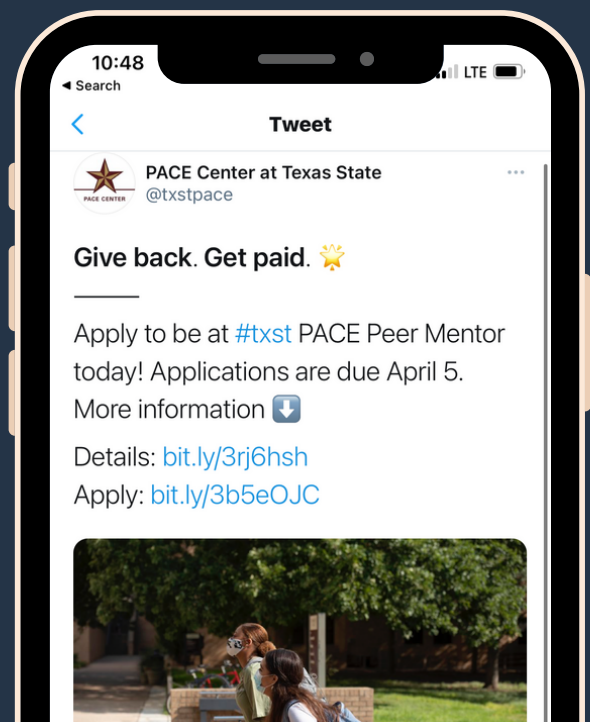 10:48
LTE
◀ Search
Tweet
PACE CENTER
PACE Center at Texas State
@txstpace
Give back. Get paid. 🌟
Apply to be at #txst PACE Peer Mentor
today! Applications are due April 5.
More information ⬇️
Details: bit.ly/3rj6hsh
Apply: bit.ly/3b5eOJC